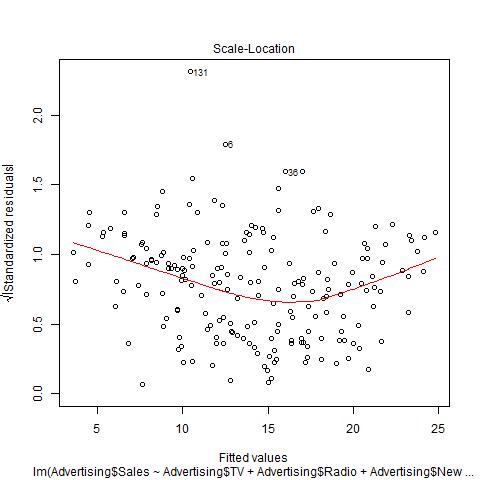 Scale-Location
√|Standardized residuals|
0.0 0.5 1.0 1.5 2.0
131
6
36
5 10 15 20 25
Fitted values
lm(Advertising$Sales ~ Advertising$TV + Advertising$Radio + Advertising$New ...